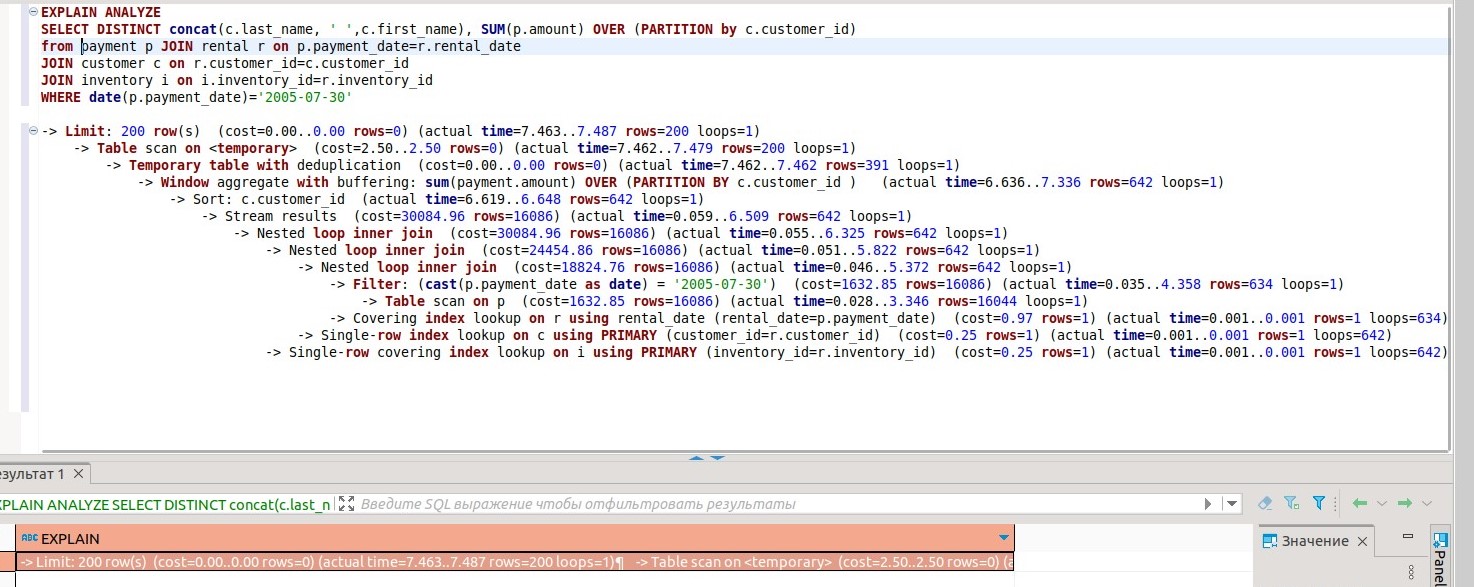 EXPLAIN ANALYZE
SELECT DISTINCT concat(c.last_name, ' ',c.first_name), SUM(p.amount) OVER (PARTITION by c.customer_id)
from payment p JOIN rental r on p.payment_date=r.rental_date
JOIN customer c on r.customer_id=c.customer_id
JOIN inventory i on i.inventory_id=r.inventory_id
WHERE date(p.payment_date)='2005-07-30'
-> Limit: 200 row(s)  (cost=0.00..0.00 rows=0) (actual time=7.463..7.487 rows=200 loops=1)
-> Table scan on <temporary>  (cost=2.50..2.50 rows=0) (actual time=7.462..7.479 rows=200 loops=1)
-> Temporary table with deduplication  (cost=0.00..0.00 rows=0) (actual time=7.462..7.462 rows=391 loops=1)
-> Window aggregate with buffering: sum(payment.amount) OVER (PARTITION BY c.customer_id )   (actual time=6.636..7.336 rows=642 loops=1)
-> Sort: c.customer_id  (actual time=6.619..6.648 rows=642 loops=1)
-> Stream results  (cost=30084.96 rows=16086) (actual time=0.059..6.509 rows=642 loops=1)
-> Nested loop inner join  (cost=30084.96 rows=16086) (actual time=0.055..6.325 rows=642 loops=1)
-> Nested loop inner join  (cost=24454.86 rows=16086) (actual time=0.051..5.822 rows=642 loops=1)
-> Nested loop inner join  (cost=18824.76 rows=16086) (actual time=0.046..5.372 rows=642 loops=1)
-> Filter: (cast(p.payment_date as date) = '2005-07-30')  (cost=1632.85 rows=16086) (actual time=0.035..4.358 rows=634 loops=1)
-> Table scan on p  (cost=1632.85 rows=16086) (actual time=0.028..3.346 rows=16044 loops=1)
-> Covering index lookup on r using rental_date (rental_date=p.payment_date)  (cost=0.97 rows=1) (actual time=0.001..0.001 rows=1 loops=634)
-> Single-row index lookup on c using PRIMARY (customer_id=r.customer_id)  (cost=0.25 rows=1) (actual time=0.001..0.001 rows=1 loops=642)
-> Single-row covering index lookup on i using PRIMARY (inventory_id=r.inventory_id)  (cost=0.25 rows=1) (actual time=0.001..0.001 rows=1 loops=642)
езультат 1
XPLAIN ANALYZE SELECT DISTINCT concat(c.last_n
Введите SQL выражение чтобы отфильтровать результаты
ABC EXPLAIN
Значение
-> Limit: 200 row(s)  (cost=0.00..0.00 rows=0) (actual time=7.463..7.487 rows=200 loops=1)¶   -> Table scan on <temporary>  (cost=2.50..2.50 rows=0) (a
Panel